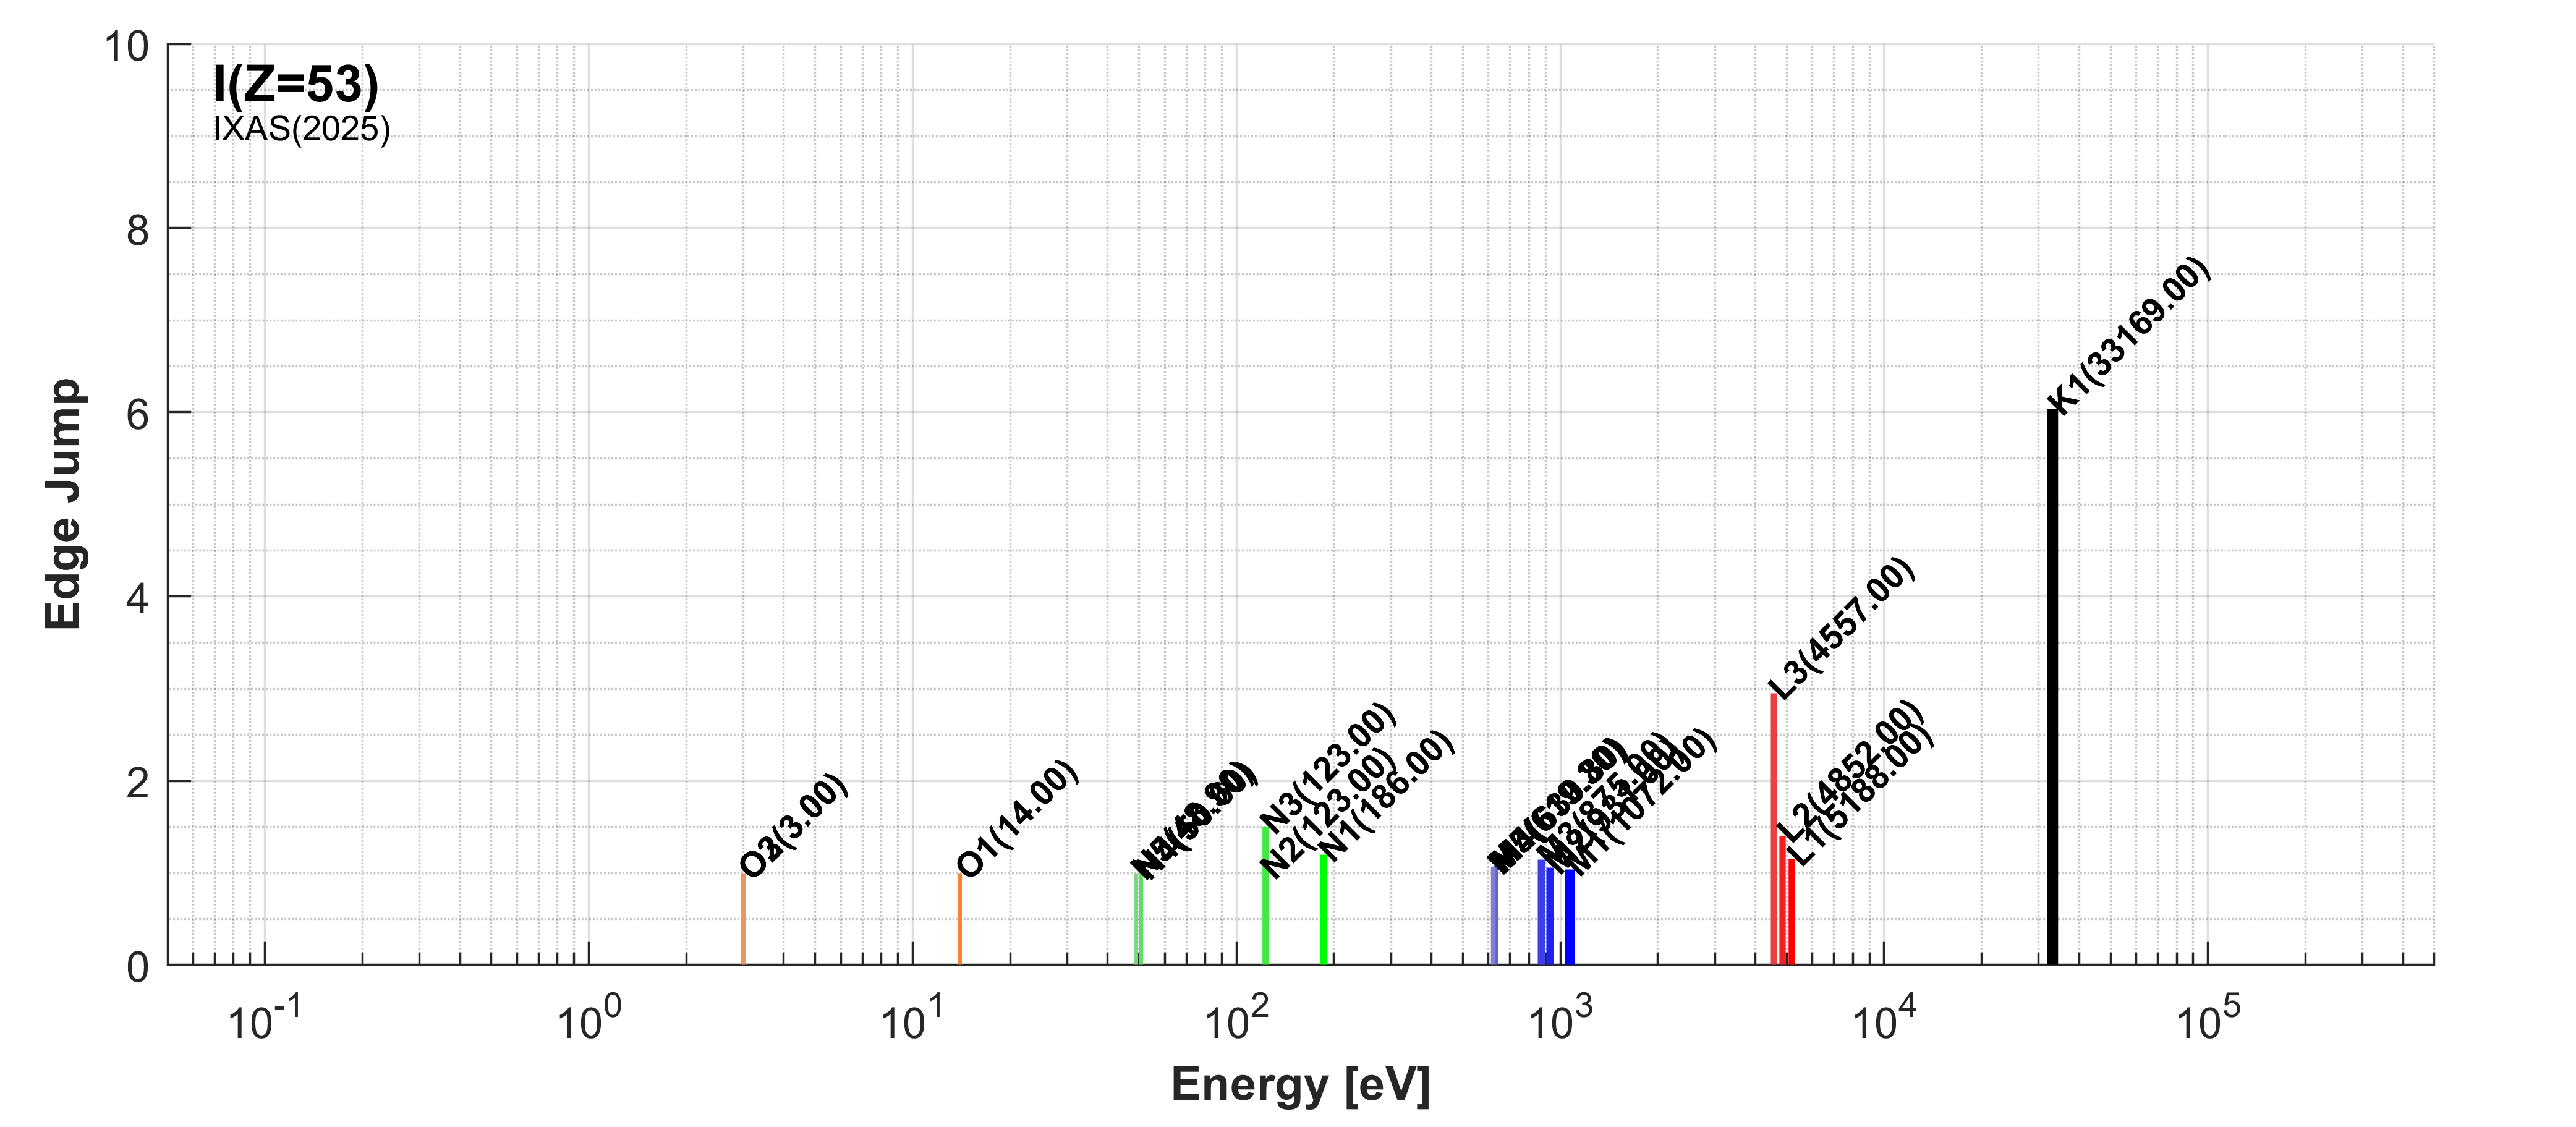 I(Z=53)
IXAS(2025)
Edge Jump
10
8
6
4
2
0
K1(33169.00)
L3(4557.00)
L2(4852.00)
L1(5188.00)
M1(1072.00)
N3(123.00)
N2(123.00)
N1(186.00)
O1(14.00)
(3.00)
10^-1
10^0
10^1
10^2
10^3
10^4
10^5
Energy [eV]